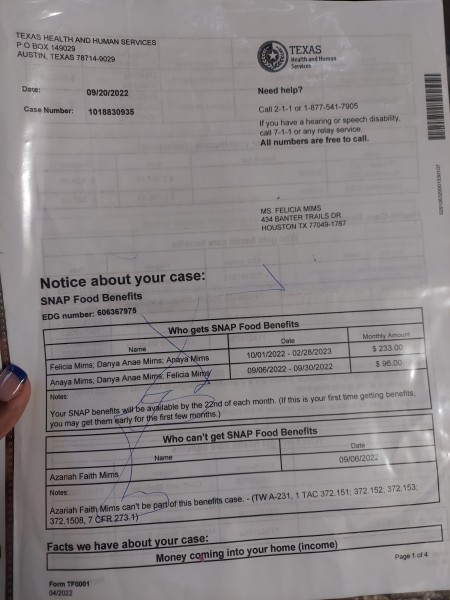 TEXAS HEALTH AND HUMAN SERVICES
P O BOX 149029
AUSTIN, TEXAS 78714-9029
TEXAS
Health and Human
Services
Date: 09/20/2022
Need help?
Case Number: 1018830935
Call 2-1-1 or 1-877-541-7905
If you have a hearing or speech disability,
call 7-1-1 or any relay service.
All numbers are free to call.
MS. FELICIA MIMS
434 BANTER TRAILS DR
HOUSTON TX 77049-1767
Notice about your case:
SNAP Food Benefits
EDG number: 606367975
Who gets SNAP Food Benefits
Name Date Monthly Amount
Felicia Mims; Danya Anae Mims; Anaya Mims 10/01/2022 - 02/28/2023 $ 233.00
Anaya Mims; Danya Anae Mims; Felicia Mims 09/06/2022 - 09/30/2022 $ 96.00
Notes:
Your SNAP benefits will be available by the 22nd of each month. (If this is your first time getting benefits,
you may get them early for the first few months.)
Who can't get SNAP Food Benefits
Name Date
Azariah Faith Mims 09/06/2022
Notes:
Azariah Faith Mims can't be part of this benefits case. - (TW A-231, 1 TAC 372.151; 372.152; 372.153;
372.1508, 7 CFR 273.1)
Facts we have about your case:
Money coming into your home (income)
Page 1 of 4
Form TF0001
04/2022